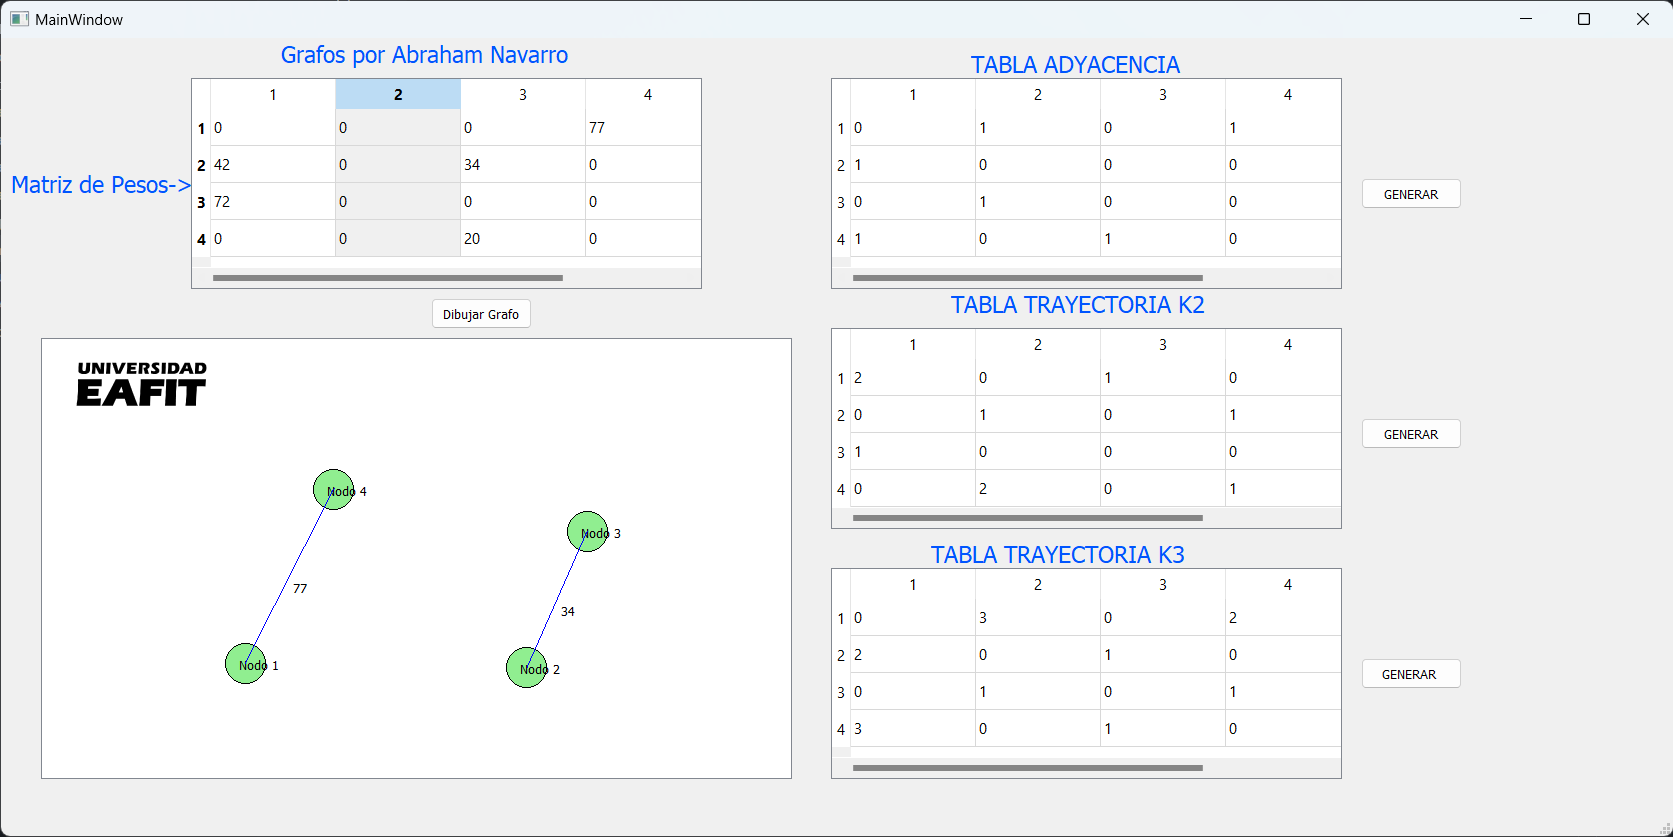 MainWindow
Grafos por Abraham Navarro
1 2 3 4
1 0 0 0 77
2 42 0 34 0
3 72 0 0 0
4 0 0 20 0
Matriz de Pesos->
Dibujar Grafo
UNIVERSIDAD
EAFIT
Nodo 4
Nodo 3
77
34
Nodo 1
Nodo 2
TABLA ADYACENCIA
1 2 3 4
1 0 1 0 1
2 1 0 0 0
3 0 1 0 0
4 1 0 1 0
GENERAR
TABLA TRAYECTORIA K2
1 2 3 4
1 2 0 1 0
2 0 1 0 1
3 1 0 0 0
4 0 2 0 1
GENERAR
TABLA TRAYECTORIA K3
1 2 3 4
1 0 3 0 2
2 2 0 1 0
3 0 1 0 1
4 3 0 1 0
GENERAR